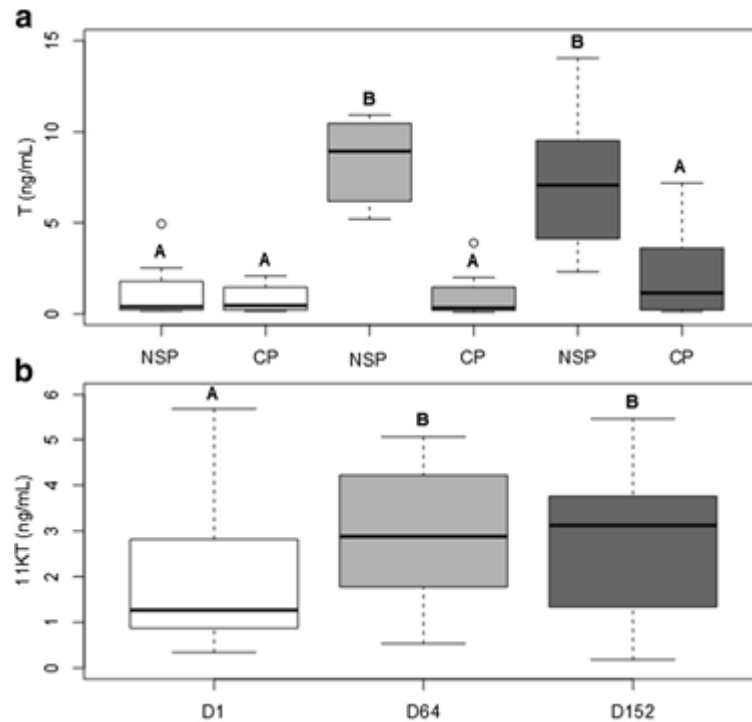 a
T (ng/mL)
15
10
5
0
A
A
B
A
B
A
NSP
CP
NSP
CP
NSP
CP
b
11KT (ng/mL)
6
5
4
3
2
1
0
A
B
B
D1
D64
D152